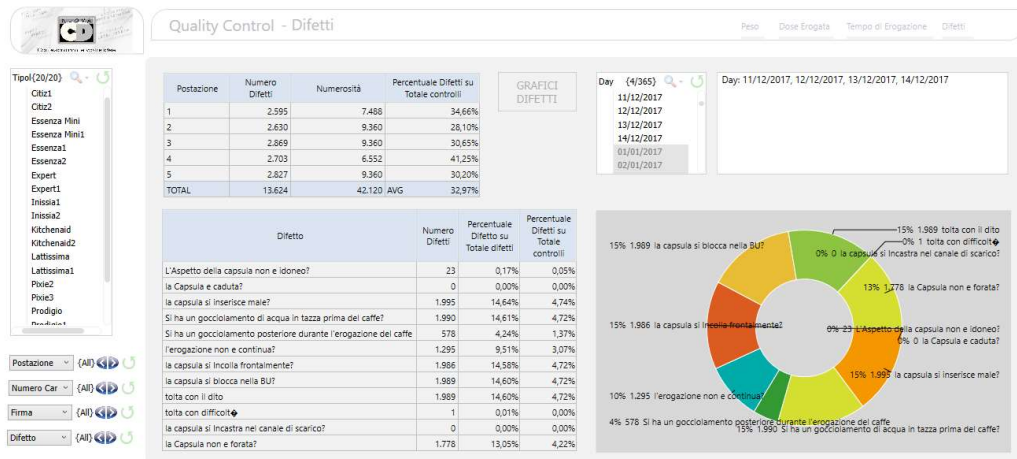 CD
Quality Control - Difetti
Peso Dose Erogata Tempo di Erogazione Difetti
Tipol{20/20}
Citiz1
Citiz2
Essenza Mini
Essenza Mini1
Essenza1
Essenza2
Expert
Expert1
Inissia1
Inissia2
Kitchenaid
Kitchenaid2
Lattissima
Lattissima1
Pixie2
Pixie3
Prodigio
Prodigio1
Postazione {All}
Numero Car {All}
Firma {All}
Difetto {All}
Postazione Numero Difetti Numerosità Percentuale Difetti su Totale controlli
1 2.595 7.488 34,66%
2 2.630 9.360 28,10%
3 2.869 9.360 30,65%
4 2.703 6.552 41,25%
5 2.827 9.360 30,20%
TOTAL 13.624 42.120 AVG 32,97%
GRAFICI
DIFETTI
Day {4/365}
11/12/2017
12/12/2017
13/12/2017
14/12/2017
01/01/2017
02/01/2017
Day: 11/12/2017, 12/12/2017, 13/12/2017, 14/12/2017
Difetto Numero Difetti Percentuale Difetto su Totale difetti Percentuale Difetti su Totale controlli
L'Aspetto della capsula non e idoneo? 23 0,17% 0,05%
la Capsula e caduta? 0 0,00% 0,00%
la capsula si inserisce male? 1.995 14,64% 4,74%
Si ha un gocciolamento di acqua in tazza prima del caffe? 1.990 14,61% 4,72%
Si ha un gocciolamento posteriore durante l'erogazione del caffe 578 4,24% 1,37%
l'erogazione non e continua? 1.295 9,51% 3,07%
la capsula si Incolla frontalmente? 1.986 14,58% 4,72%
la capsula si blocca nella BU? 1.989 14,60% 4,72%
tolta con il dito 1.989 14,60% 4,72%
tolta con difficolt� 1 0,01% 0,00%
la capsula si Incastra nel canale di scarico? 0 0,00% 0,00%
la Capsula non e forata? 1.778 13,05% 4,22%
15% 1.989 tolta con il dito
15% 1.989 la capsula si blocca nella BU?
0% 1 tolta con difficolt�
0% 0 la capsula si Incastra nel canale di scarico?
13% 1.778 la Capsula non e forata?
15% 1.986 la capsula si Incolla frontalmente?
0% 23 L'Aspetto della capsula non e idoneo?
0% 0 la Capsula e caduta?
15% 1.995 la capsula si inserisce male?
10% 1.295 l'erogazione non e continua?
4% 578 Si ha un gocciolamento posteriore durante l'erogazione del caffe
15% 1.990 Si ha un gocciolamento di acqua in tazza prima del caffe?